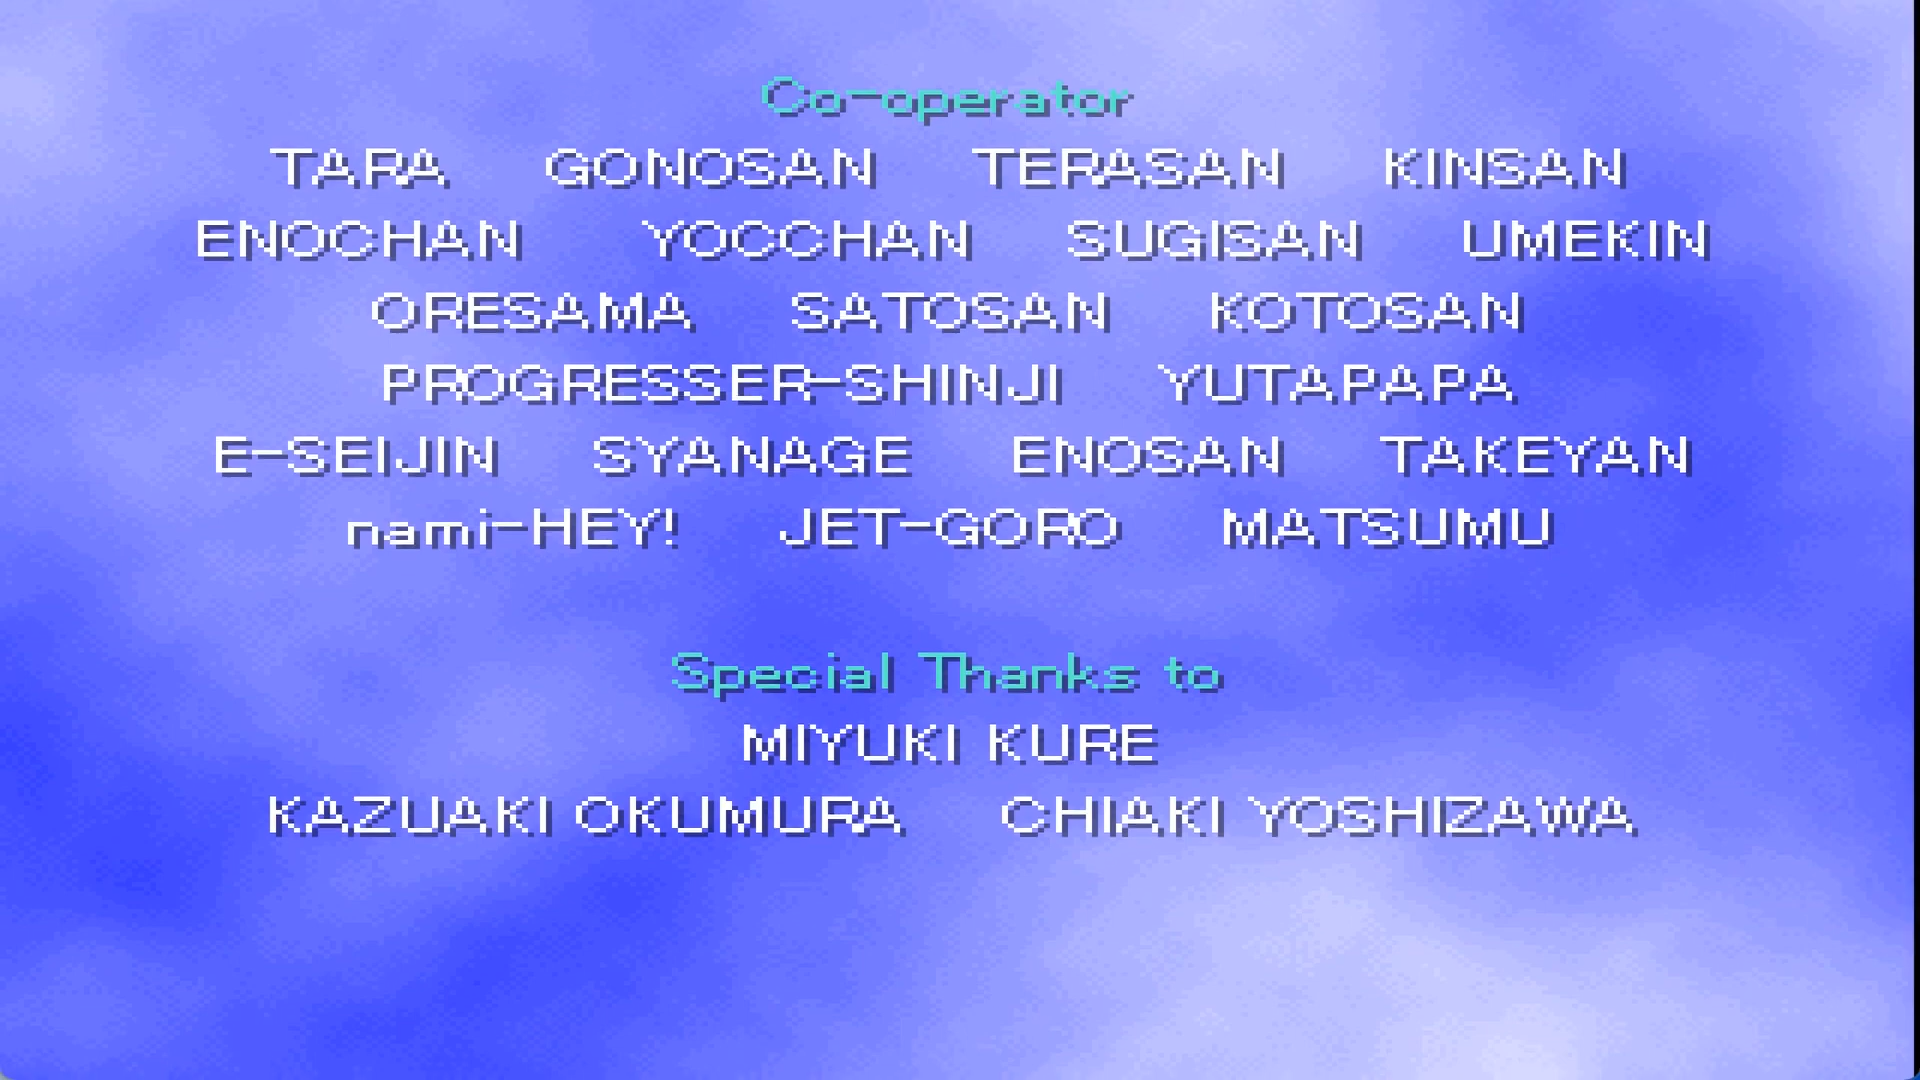 Co-operator
TARA GONOSAN TERASAN KINSAN
ENOCHAN YOCCHAN SUGISAN UMEKIN
ORESAMA SATOSAN KOTOSAN
PROGRESSER-SHINJI YUTAPAPA
E-SEIJIN SYANAGE ENOSAN TAKEYAN
nami-HEY! JET-GORO MATSUMU
Special Thanks to
MIYUKI KURE
KAZUAKI OKUMURA CHIAKI YOSHIZAWA